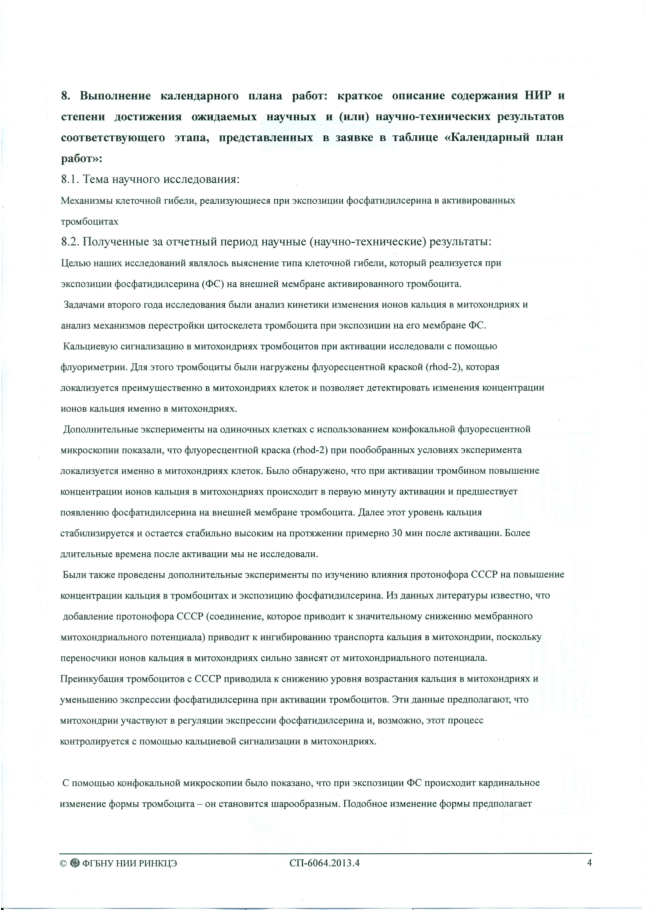 8. Выполнение календарного плана работ: краткое описание содержания НИР и
степени достижения ожидаемых научных и (или) научно-технических результатов
соответствующего этапа, представленных в заявке в таблице «Календарный план
работ»:
8.1. Тема научного исследования:
Механизмы клеточной гибели, реализующиеся при экспозиции фосфатидилсерина в активированных
тромбоцитах
8.2. Полученные за отчетный период научные (научно-технические) результаты:
Целью наших исследований являлось выяснение типа клеточной гибели, который реализуется при
экспозиции фосфатидилсерина (ФС) на внешней мембране активированного тромбоцита.
Задачами второго года исследования были анализ кинетики изменения ионов кальция в митохондриях и
анализ механизмов перестройки цитоскелета тромбоцита при экспозиции на его мембране ФС.
Кальциевую сигнализацию в митохондриях тромбоцитов при активации исследовали с помощью
флуориметрии. Для этого тромбоциты были нагружены флуоресцентной краской (rhod-2), которая
локализуется преимущественно в митохондриях клеток и позволяет детектировать изменения концентрации
ионов кальция именно в митохондриях.
Дополнительные эксперименты на одиночных клетках с использованием конфокальной флуоресцентной
микроскопии показали, что флуоресцентная краска (rhod-2) при пообобранных условиях эксперимента
локализуется именно в митохондриях клеток. Было обнаружено, что при активации тромбином повышение
концентрации ионов кальция в митохондриях происходит в первую минуту активации и предшествует
появлению фосфатидилсерина на внешней мембране тромбоцита. Далее этот уровень кальция
стабилизируется и остается стабильно высоким на протяжении примерно 30 мин после активации. Более
длительные времена после активации мы не исследовали.
Были также проведены дополнительные эксперименты по изучению влияния протонофора СССР на повышение
концентрации кальция в тромбоцитах и экспозицию фосфатидилсерина. Из данных литературы известно, что
добавление протонофора СССР (соединение, которое приводит к значительному снижению мембранного
митохондриального потенциала) приводит к ингибированию транспорта кальция в митохондрии, поскольку
переносчики ионов кальция в митохондриях сильно зависят от митохондриального потенциала.
Преинкубация тромбоцитов с СССР приводила к снижению уровня возрастания кальция в митохондриях и
уменьшению экспрессии фосфатидилсерина при активации тромбоцитов. Эти данные предполагают, что
митохондрии участвуют в регуляции экспрессии фосфатидилсерина и, возможно, этот процесс
контролируется с помощью кальциевой сигнализации в митохондриях.
С помощью конфокальной микроскопии было показано, что при экспозиции ФС происходит кардинальное
изменение формы тромбоцита – он становится шарообразным. Подобное изменение формы предполагает
© ФГБНУ НИИ РИНКЦЭ СП-6064.2013.4 4